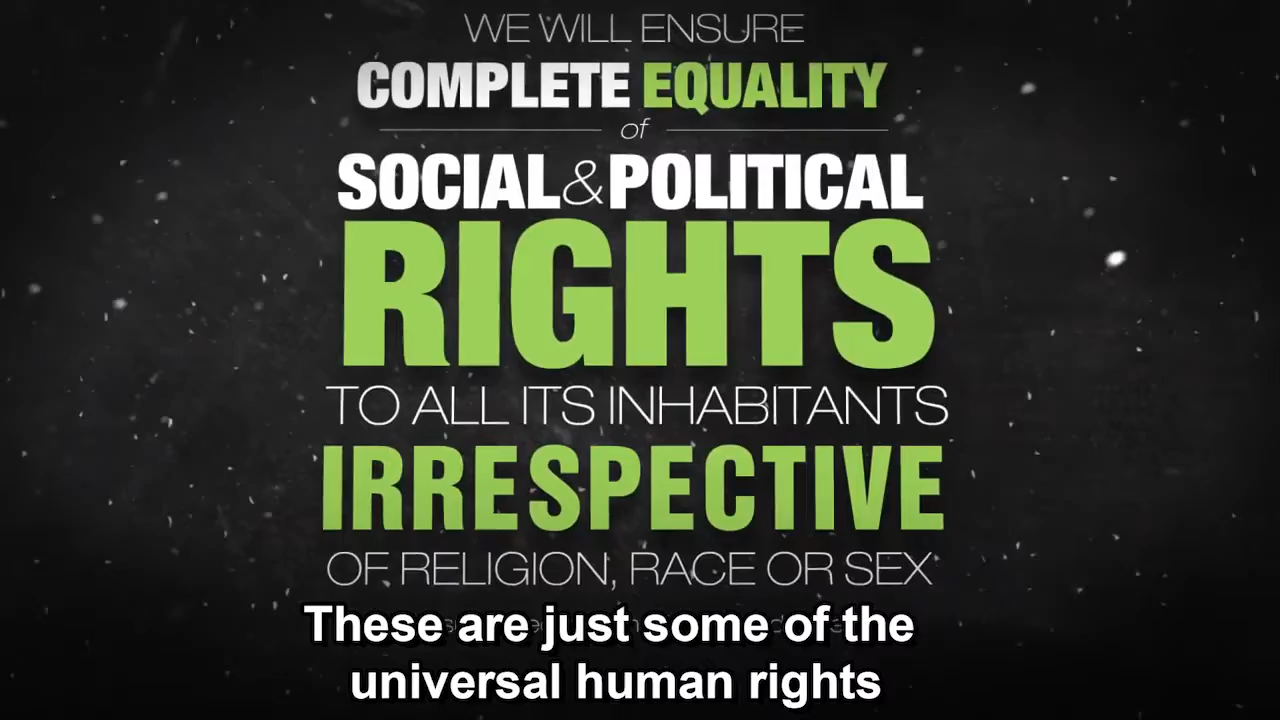 WE WILL ENSURE
COMPLETE EQUALITY
of
SOCIAL & POLITICAL
RIGHTS
TO ALL ITS INHABITANTS
IRRESPECTIVE
OF RELIGION, RACE OR SEX
These are just some of the
universal human rights